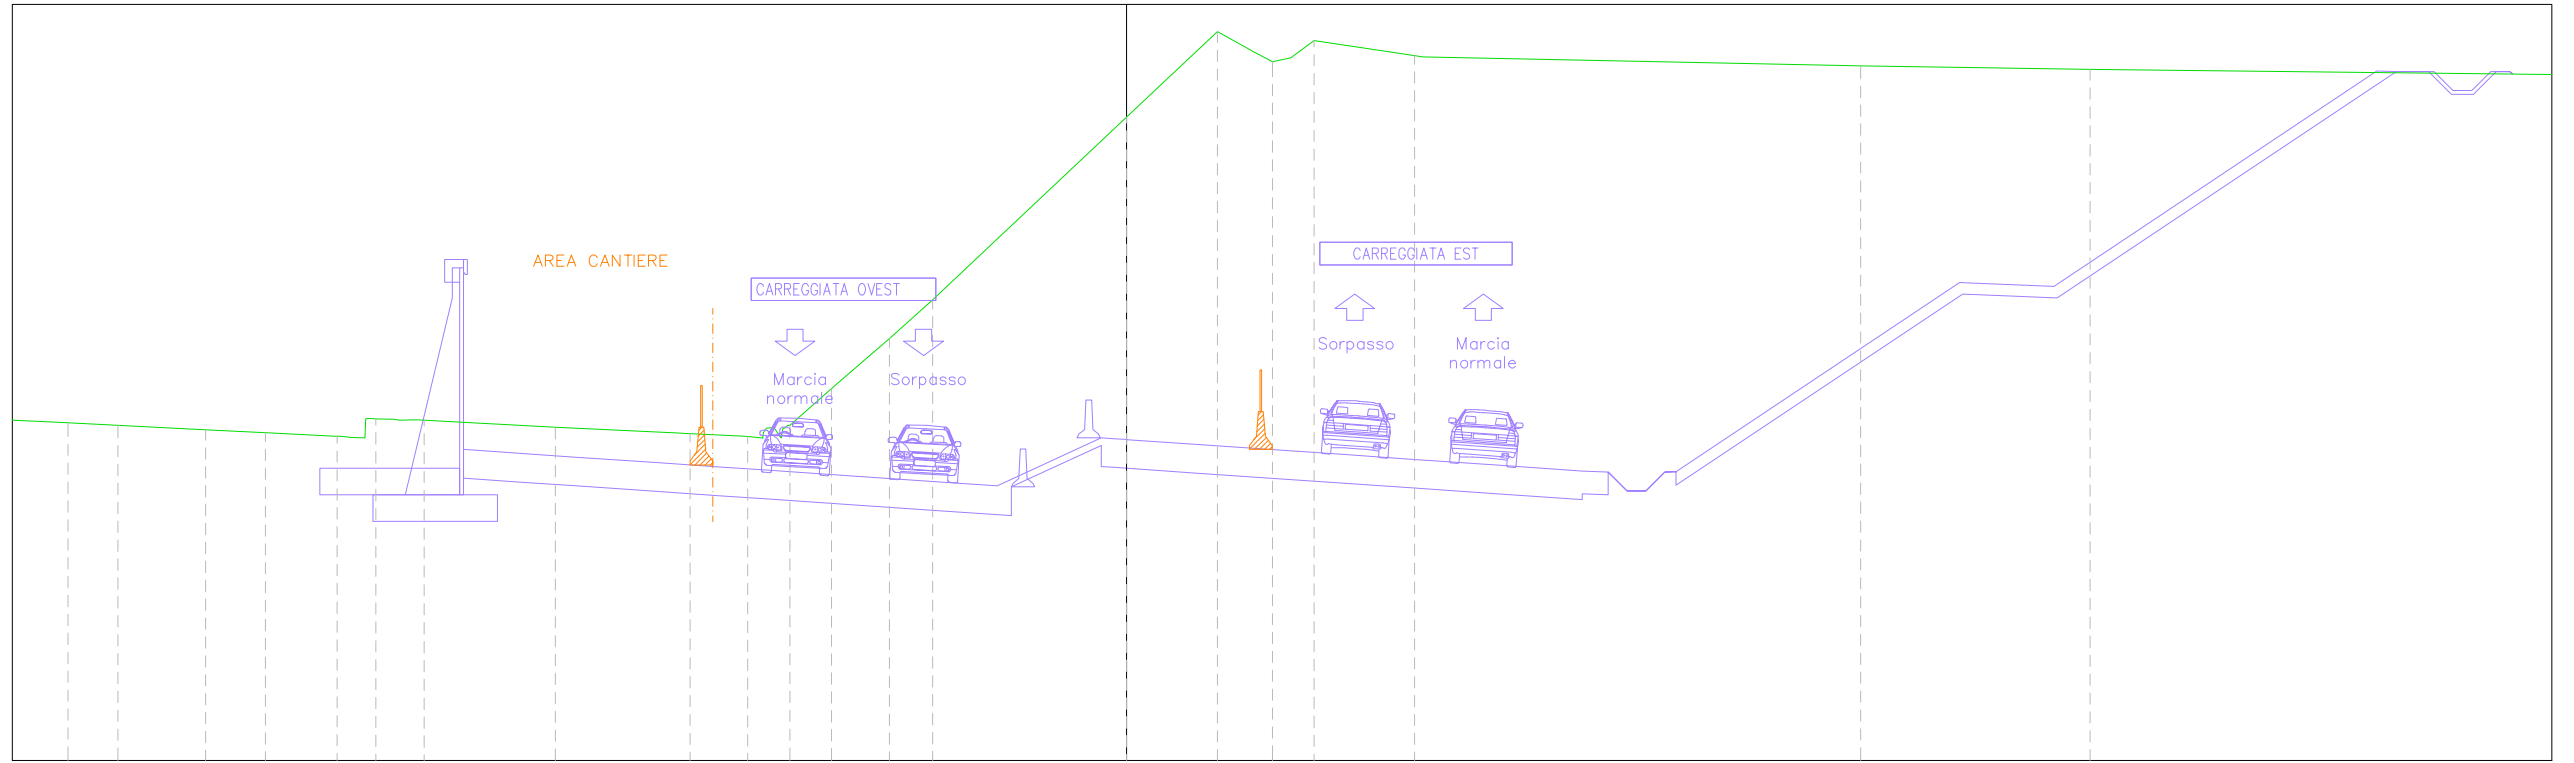 AREA CANTIERE
CARREGGIATA OVEST
Marcia
normale
Sorpasso
CARREGGIATA EST
Sorpasso
Marcia
normale